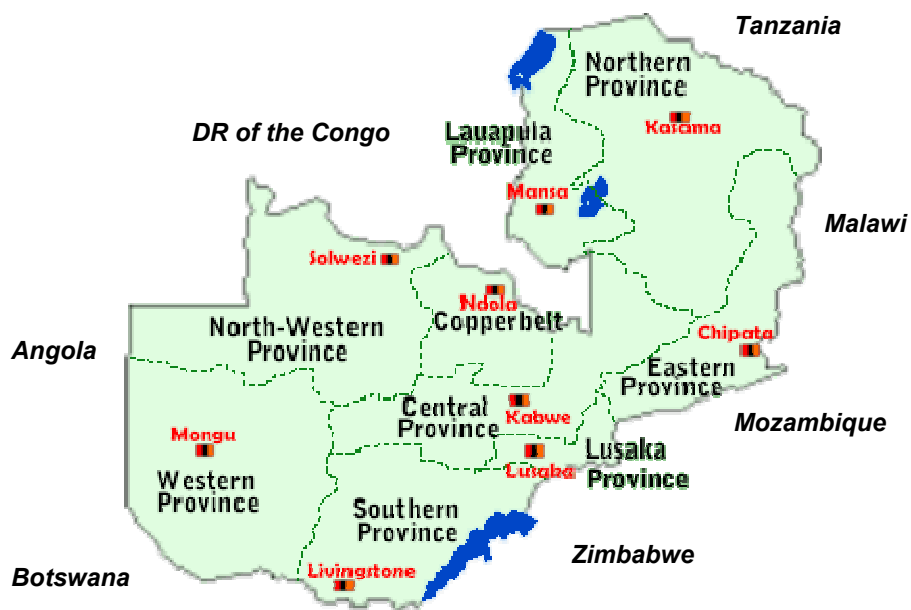 Tanzania
Northern
Province
Kasama
DR of the Congo
Lauapula
Province
Mansa
Malawi
Solwezi
Ndola
Copperbelt
North-Western
Province
Angola
Chipata
Eastern
Province
Central
Province
Kabwe
Mozambique
Mongu
Western
Province
Lusaka
Lusaka
Province
Southern
Province
Zimbabwe
Botswana
Livingstone